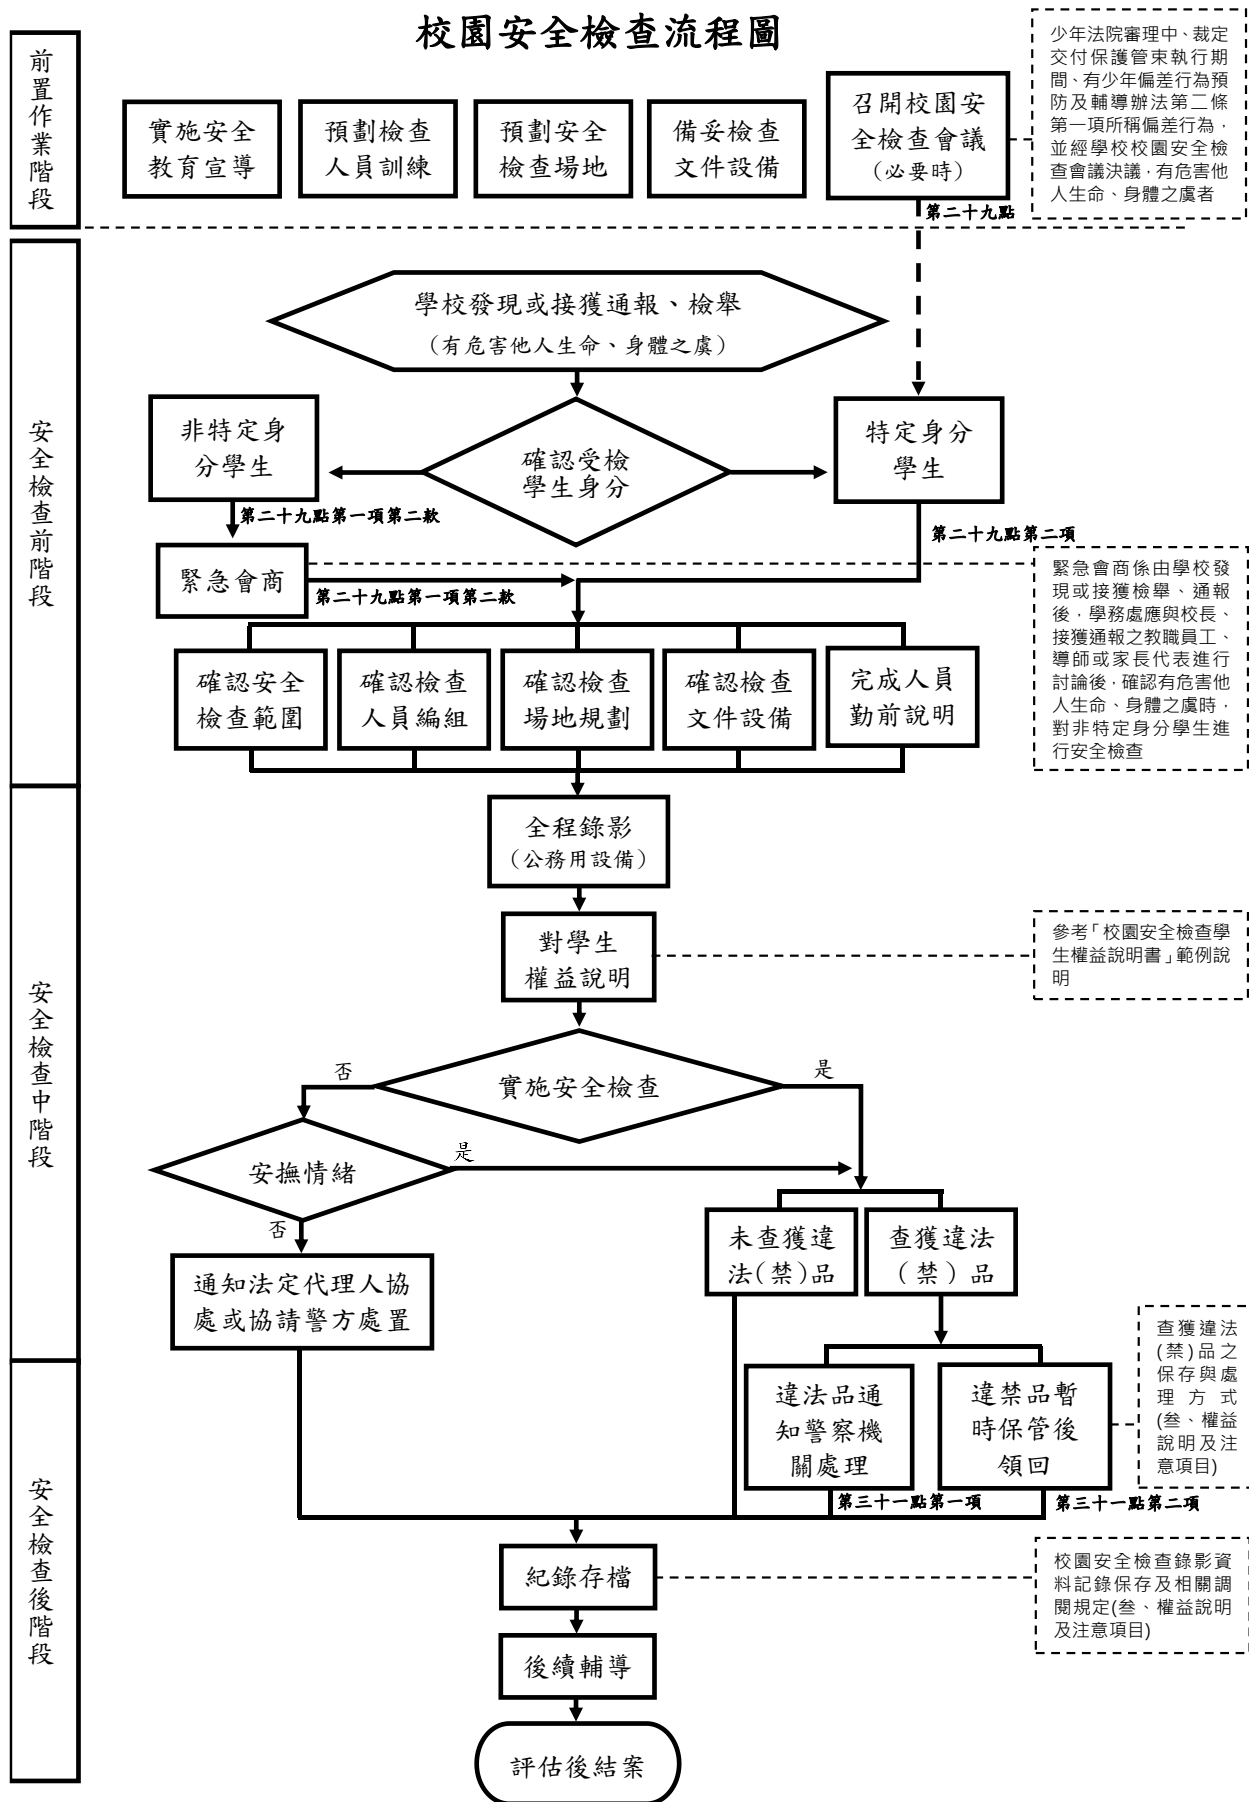 校園安全檢查流程圖
前置作業階段
實施安全
教育宣導
預劃檢查
人員訓練
預劃安全
檢查場地
備妥檢查
文件設備
召開校園安
全檢查會議
(必要時)
第二十九點
少年法院審理中、裁定
交付保護管束執行期
間、有少年偏差行為預
防及輔導辦法第二條
第一項所稱偏差行為，
並經學校校園安全檢
查會議決議，有危害他
人生命、身體之虞者
安全檢查前階段
學校發現或接獲通報、檢舉
(有危害他人生命、身體之虞)
非特定身
分學生
確認受檢
學生身分
特定身分
學生
第二十九點第一項第二款
第二十九點第二項
緊急會商
第二十九點第一項第二款
緊急會商係由學校發
現或接獲檢舉、通報
後，學務處應與校長、
接獲通報之教職員工、
導師或家長代表進行
討論後，確認有危害他
人生命、身體之虞時，
對非特定身分學生進
行安全檢查
確認安全
檢查範圍
確認檢查
人員編組
確認檢查
場地規劃
確認檢查
文件設備
完成人員
勤前說明
安全檢查中階段
全程錄影
(公務用設備)
對學生
權益說明
參考「校園安全檢查學
生權益說明書」範例說
明
實施安全檢查
否
是
安撫情緒
是
否
未查獲違
法(禁)品
查獲違法
(禁)品
通知法定代理人協
處或協請警方處置
查獲違法
(禁)品之
保存與處
理方式
(叁、權益
說明及注
意項目)
違法品通
知警察機
關處理
違禁品暫
時保管後
領回
第三十一點第一項
第三十一點第二項
安全檢查後階段
紀錄存檔
校園安全檢查錄影資
料記錄保存及相關調
閱規定(叁、權益說明
及注意項目)
後續輔導
評估後結案